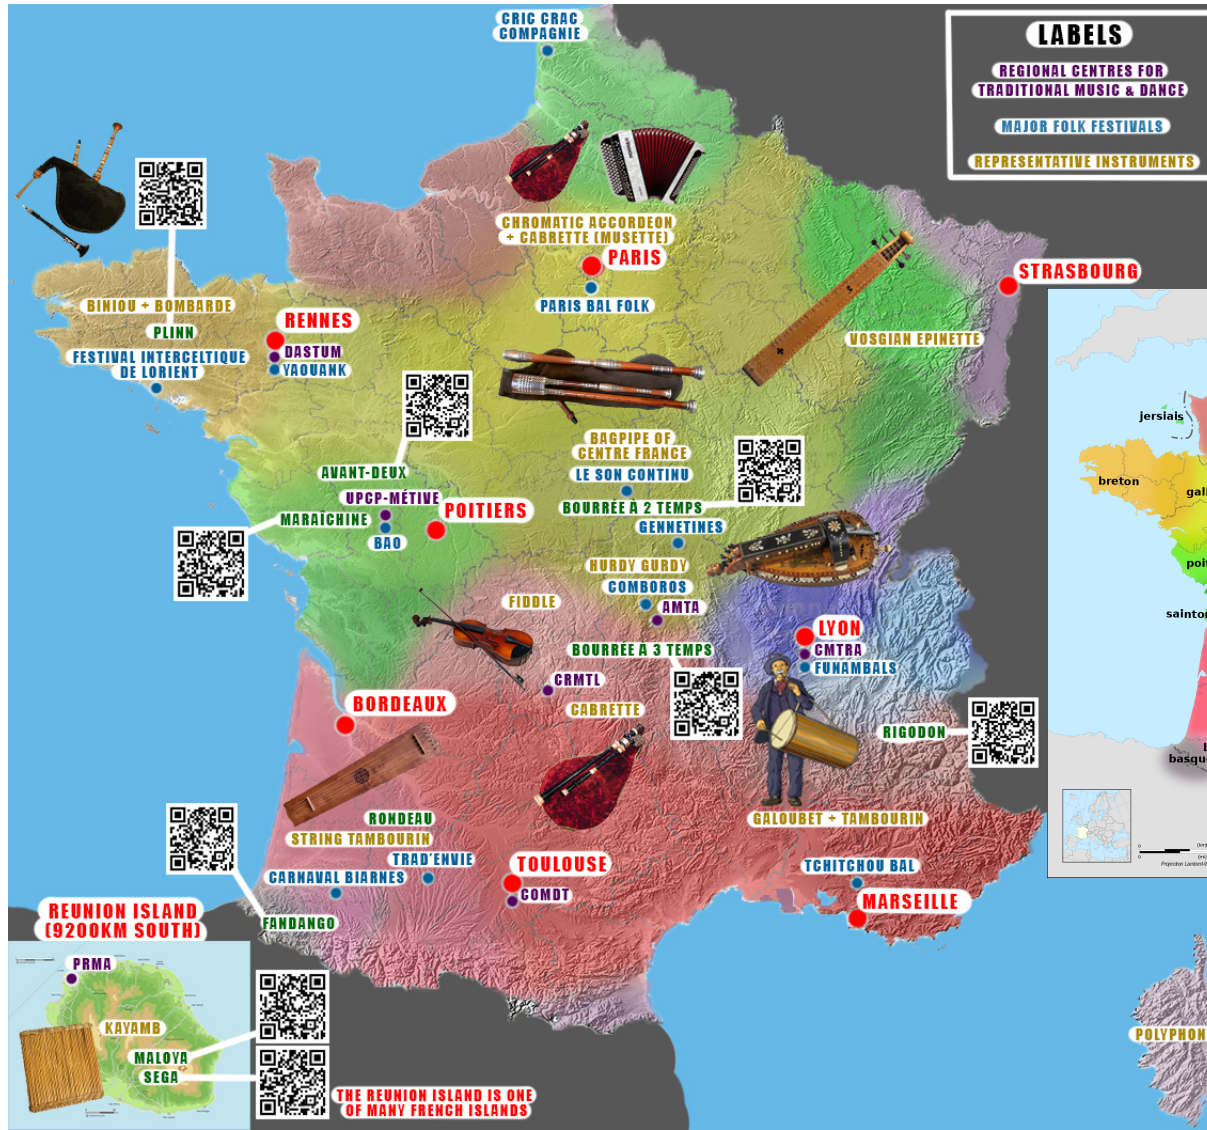 CRIC CRAC
COMPAGNIE
LABELS
REGIONAL CENTRES FOR
TRADITIONAL MUSIC & DANCE
MAJOR FOLK FESTIVALS
REPRESENTATIVE INSTRUMENTS
CHROMATIC ACCORDEON
+ CABRETTE (MUSETTE)
PARIS
PARIS BAL FOLK
STRASBOURG
VOSGIAN EPINETTE
BINIOU + BOMBARDE
PLINN
RENNES
DASTUM
YAOUANK
FESTIVAL INTERCELTIQUE
DE LORIENT
jersiais
breton
BAGPIPE OF
CENTRE FRANCE
LE SON CONTINU
AVANT-DEUX
UPCP-MÉTIVE
MARAÎCHINE
BAO
POITIERS
BOURRÉE À 2 TEMPS
GENNETINES
HURDY GURDY
COMBOROS
AMTA
FIDDLE
BOURRÉE À 3 TEMPS
LYON
CMTRA
FUNAMBALS
CRMTL
CABRETTE
BORDEAUX
RIGODON
GALOUBET + TAMBOURIN
RONDEAU
STRING TAMBOURIN
TRAD'ENVIE
CARNAVAL BIARNES
TOULOUSE
COMDT
TCHITCHOU BAL
MARSEILLE
FANDANGO
REUNION ISLAND
(9200KM SOUTH)
PRMA
KAYAMB
MALOYA
SEGA
THE REUNION ISLAND IS ONE
OF MANY FRENCH ISLANDS